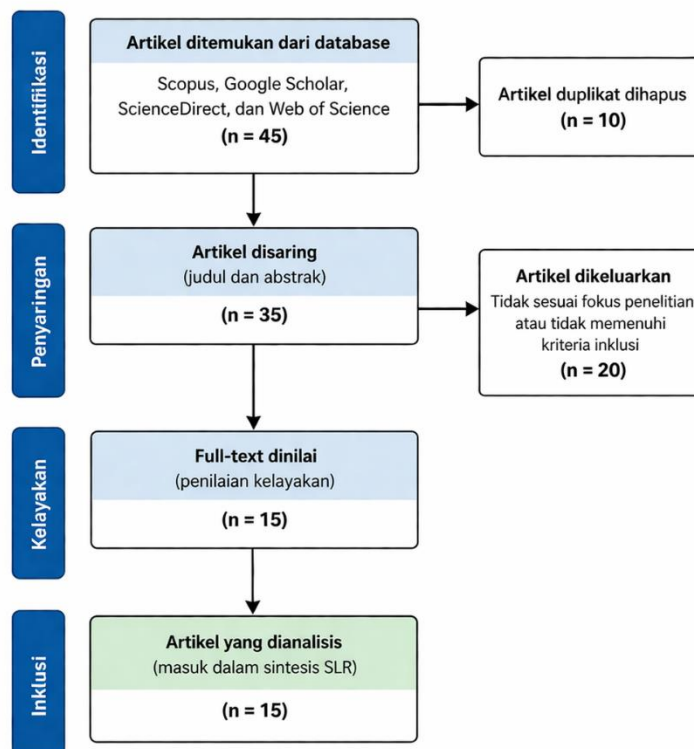 Identifikasi
Artikel ditemukan dari database
Scopus, Google Scholar,
ScienceDirect, dan Web of Science
(n = 45)
Artikel duplikat dihapus
(n = 10)
Penyaringan
Artikel disaring
(judul dan abstrak)
(n = 35)
Artikel dikeluarkan
Tidak sesuai fokus penelitian
atau tidak memenuhi
kriteria inklusi
(n = 20)
Kelayakan
Full-text dinilai
(penilaian kelayakan)
(n = 15)
Inklusi
Artikel yang dianalisis
(masuk dalam sintesis SLR)
(n = 15)